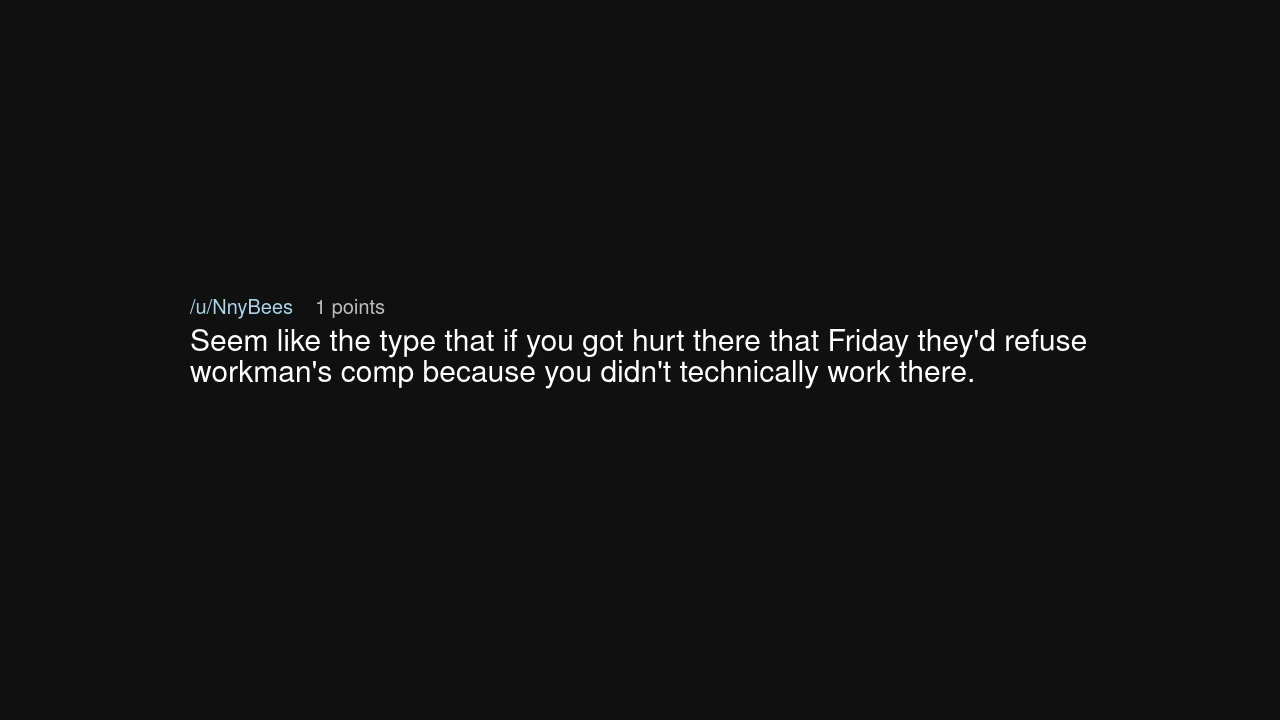 /u/NnyBees 1 points
Seem like the type that if you got hurt there that Friday they'd refuse
workman's comp because you didn't technically work there.